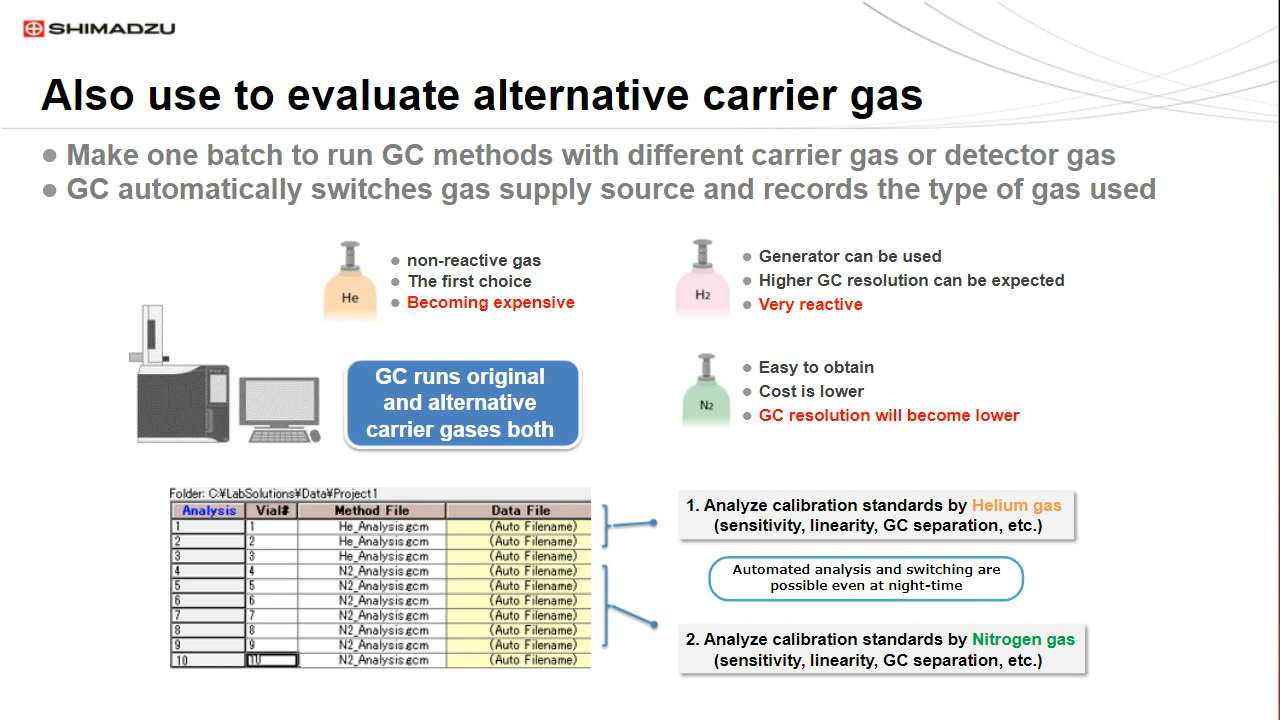 SHIMADZU
Also use to evaluate alternative carrier gas
● Make one batch to run GC methods with different carrier gas or detector gas
● GC automatically switches gas supply source and records the type of gas used
He
● non-reactive gas
● The first choice
● Becoming expensive
H2
● Generator can be used
● Higher GC resolution can be expected
● Very reactive
N2
● Easy to obtain
● Cost is lower
● GC resolution will become lower
GC runs original
and alternative
carrier gases both
Folder: C:¥LabSolutions¥Data¥Project1
Analysis Vial# Method File Data File
1 1 He_Analysis.gcm (Auto Filename)
2 2 He_Analysis.gcm (Auto Filename)
3 3 He_Analysis.gcm (Auto Filename)
4 4 N2_Analysis.gcm (Auto Filename)
5 5 N2_Analysis.gcm (Auto Filename)
6 6 N2_Analysis.gcm (Auto Filename)
7 7 N2_Analysis.gcm (Auto Filename)
8 8 N2_Analysis.gcm (Auto Filename)
9 9 N2_Analysis.gcm (Auto Filename)
10 10 N2_Analysis.gcm (Auto Filename)
1. Analyze calibration standards by Helium gas
(sensitivity, linearity, GC separation, etc.)
Automated analysis and switching are
possible even at night-time
2. Analyze calibration standards by Nitrogen gas
(sensitivity, linearity, GC separation, etc.)